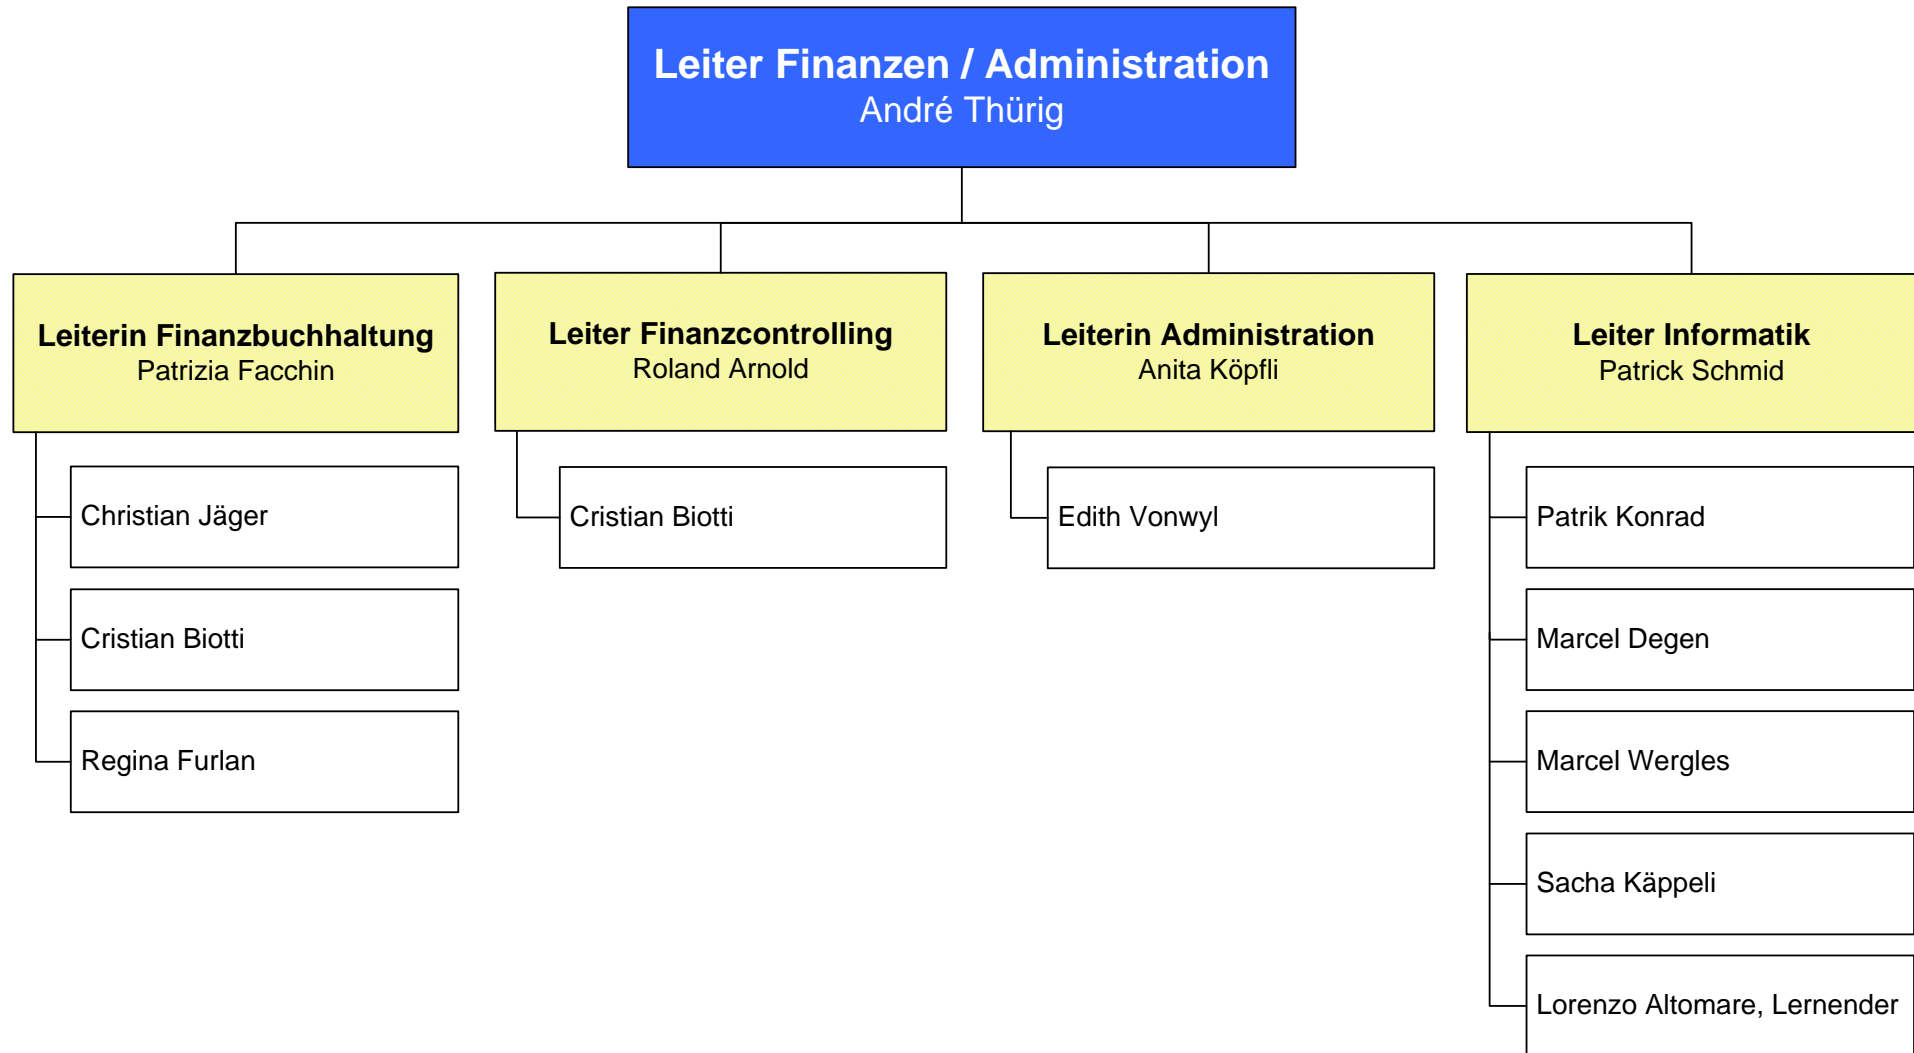 Leiter Finanzen / Administration
André Thürig
Leiterin Finanzbuchhaltung
Patrizia Facchin
Christian Jäger
Cristian Biotti
Regina Furlan
Leiter Finanzcontrolling
Roland Arnold
Cristian Biotti
Leiterin Administration
Anita Köpfli
Edith Vonwyl
Leiter Informatik
Patrick Schmid
Patrik Konrad
Marcel Degen
Marcel Wergles
Sacha Käppeli
Lorenzo Altomare, Lernender